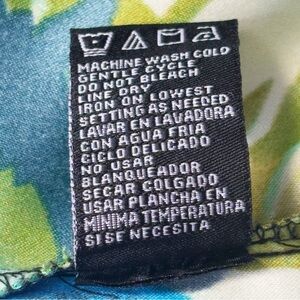 MACHINE WASH COLD
GENTLE CYCLE
DO NOT BLEACH
LINE DRY
IRON ON LOWEST
SETTING AS NEEDED
LAVAR EN LAVADORA
CON AGUA FRIA
CICLO DELICADO
NO USAR
BLANQUEADOR
SECAR COLGADO
USAR PLANCHA EN
MINIMA TEMPERATURA
SI SE NECESITA